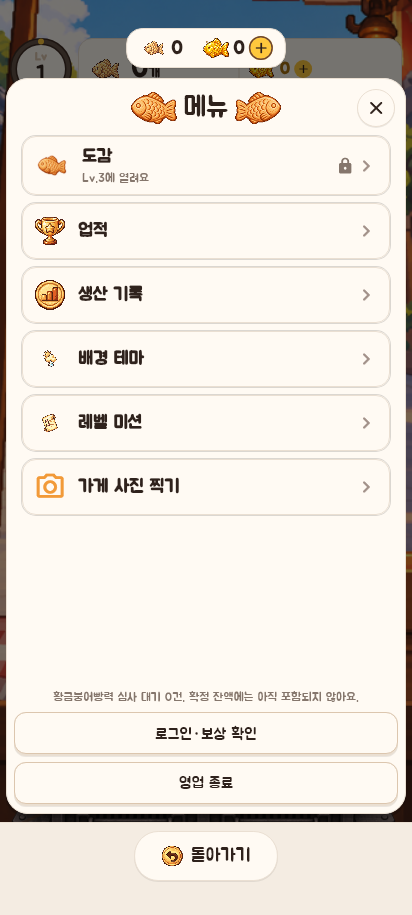 0 0
Lv
1
메뉴
도감
Lv.3에 열려요
업적
생산 기록
배경 테마
레벨 미션
가게 사진 찍기
황금붕어빵력 심사 대기 0건, 확정 잔액에는 아직 포함되지 않아요.
로그인·보상 확인
영업 종료
돌아가기